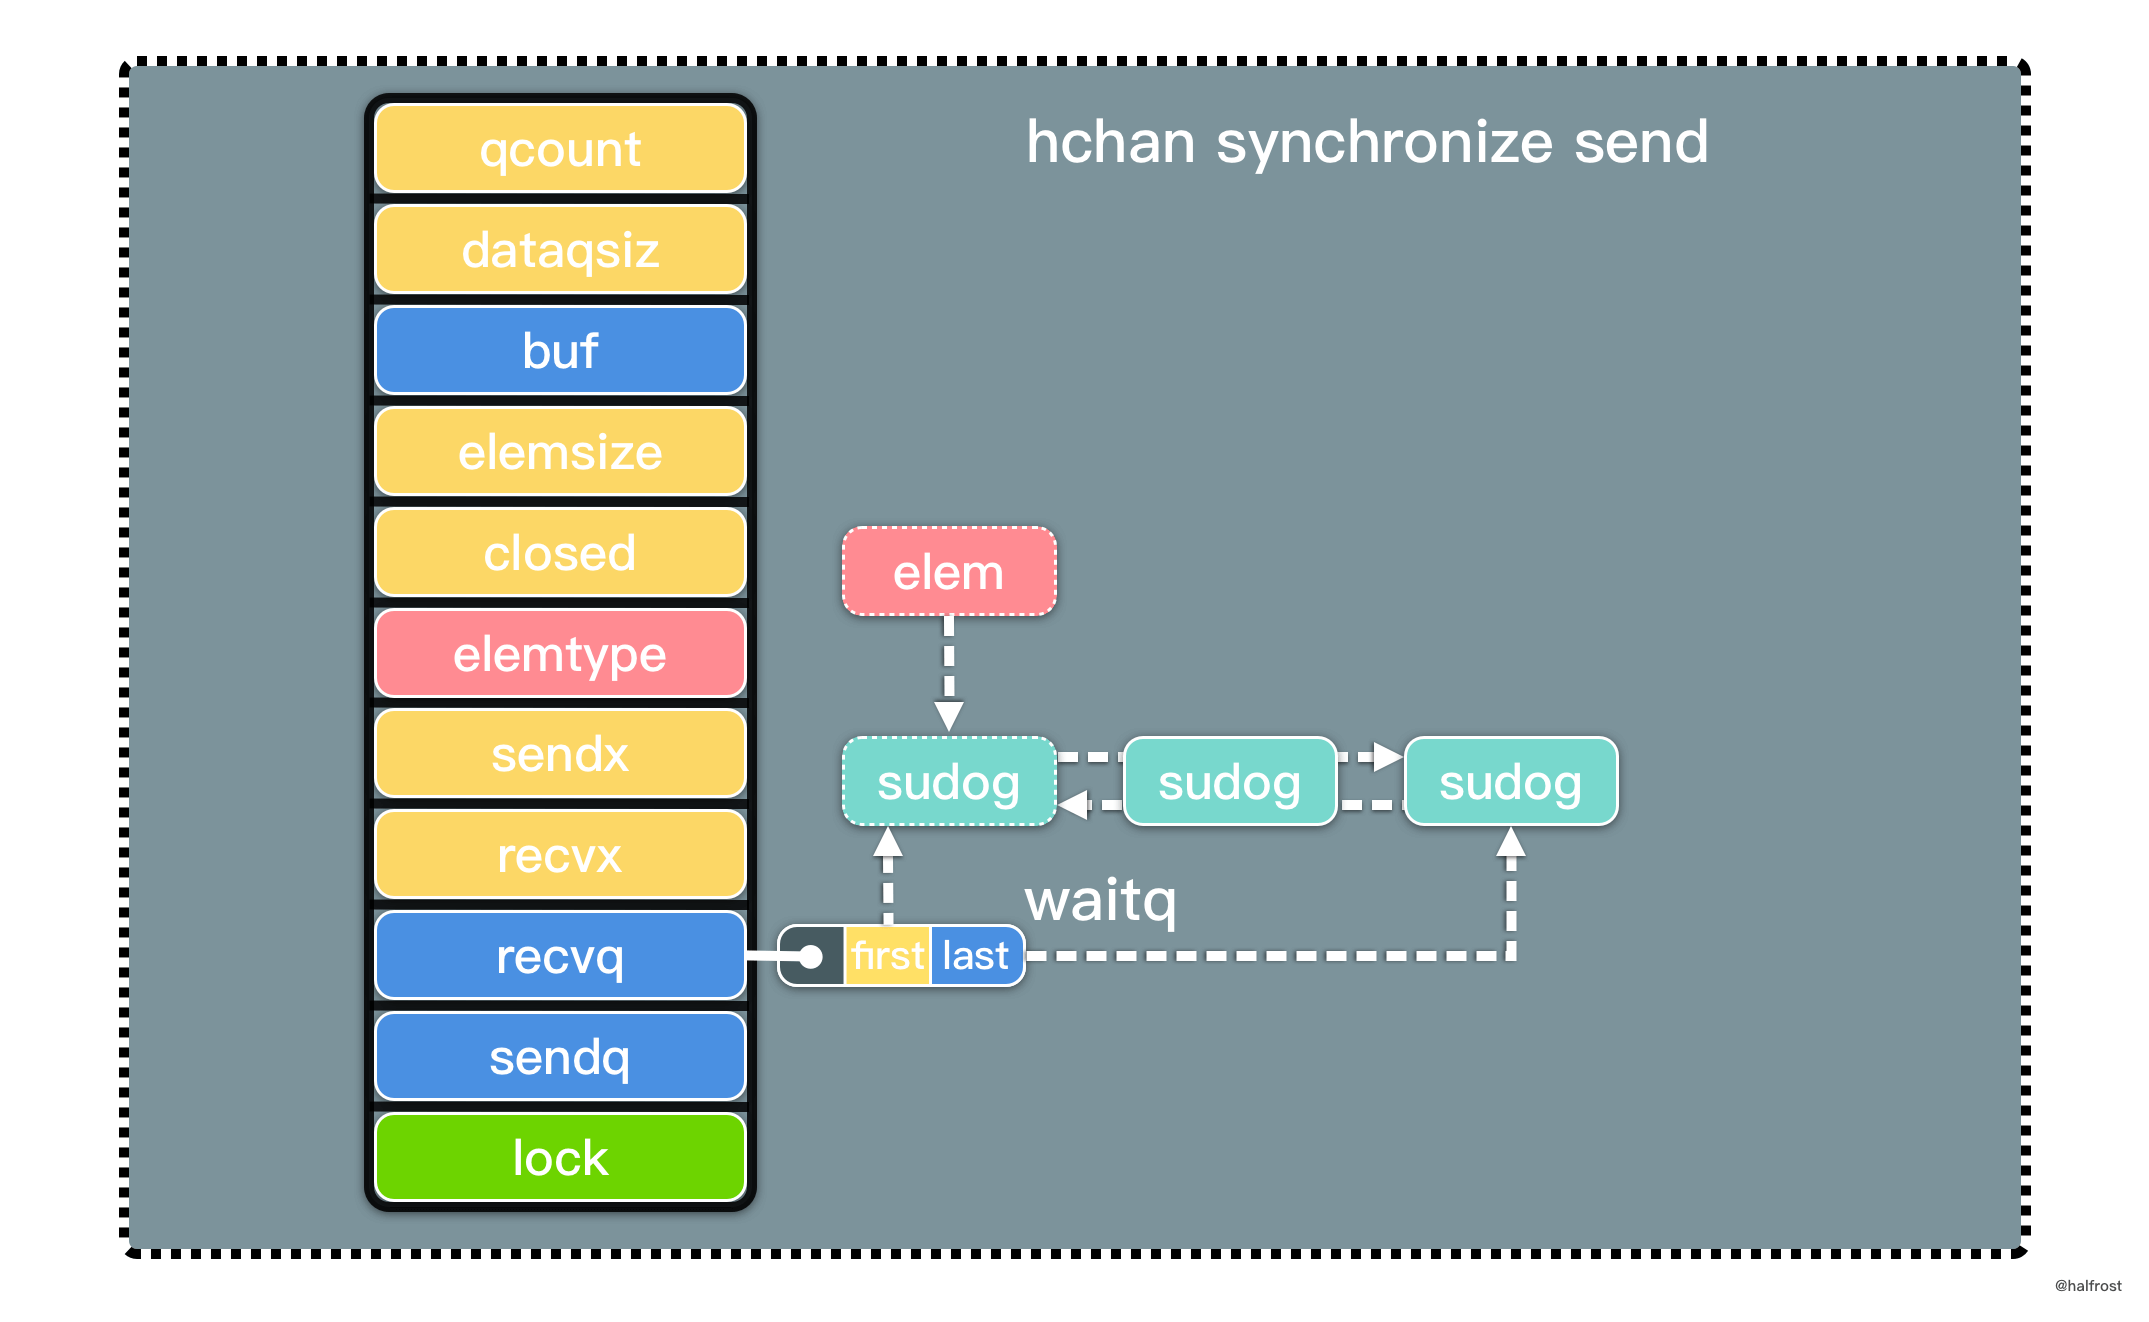 hchan synchronize send
qcount
dataqsiz
buf
elemsize
closed
elemtype
sendx
recvx
recvq
sendq
lock
elem
sudog sudog sudog
waitq
first last
@halfrost